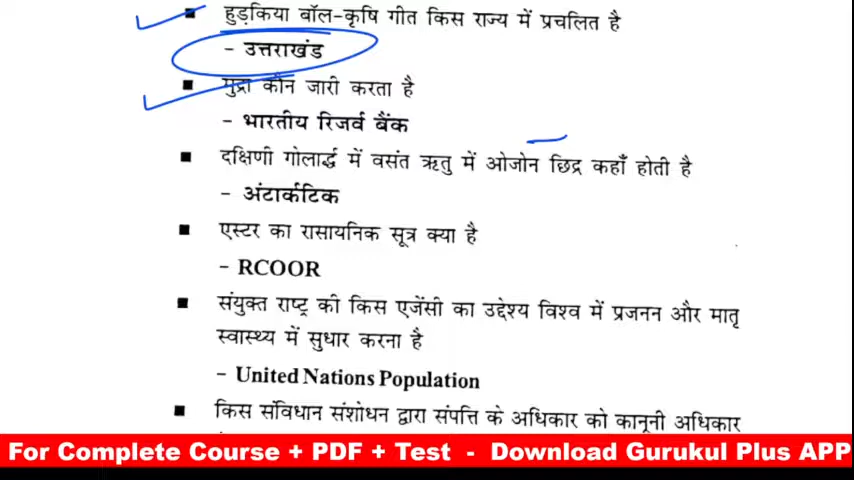 हुड़किया बॉल-कृषि गीत किस राज्य में प्रचलित है
- उत्तराखंड
मुद्रा कौन जारी करता है
- भारतीय रिजर्व बैंक
दक्षिणी गोलार्द्ध में वसंत ऋतु में ओजोन छिद्र कहाँ होती है
- अंटार्कटिक
एस्टर का रासायनिक सूत्र क्या है
- RCOOR
संयुक्त राष्ट्र की किस एजेंसी का उद्देश्य विश्व में प्रजनन और मातृ
स्वास्थ्य में सुधार करना है
- United Nations Population
किस संविधान संशोधन द्वारा संपत्ति के अधिकार को कानूनी अधिकार
For Complete Course + PDF + Test - Download Gurukul Plus APP